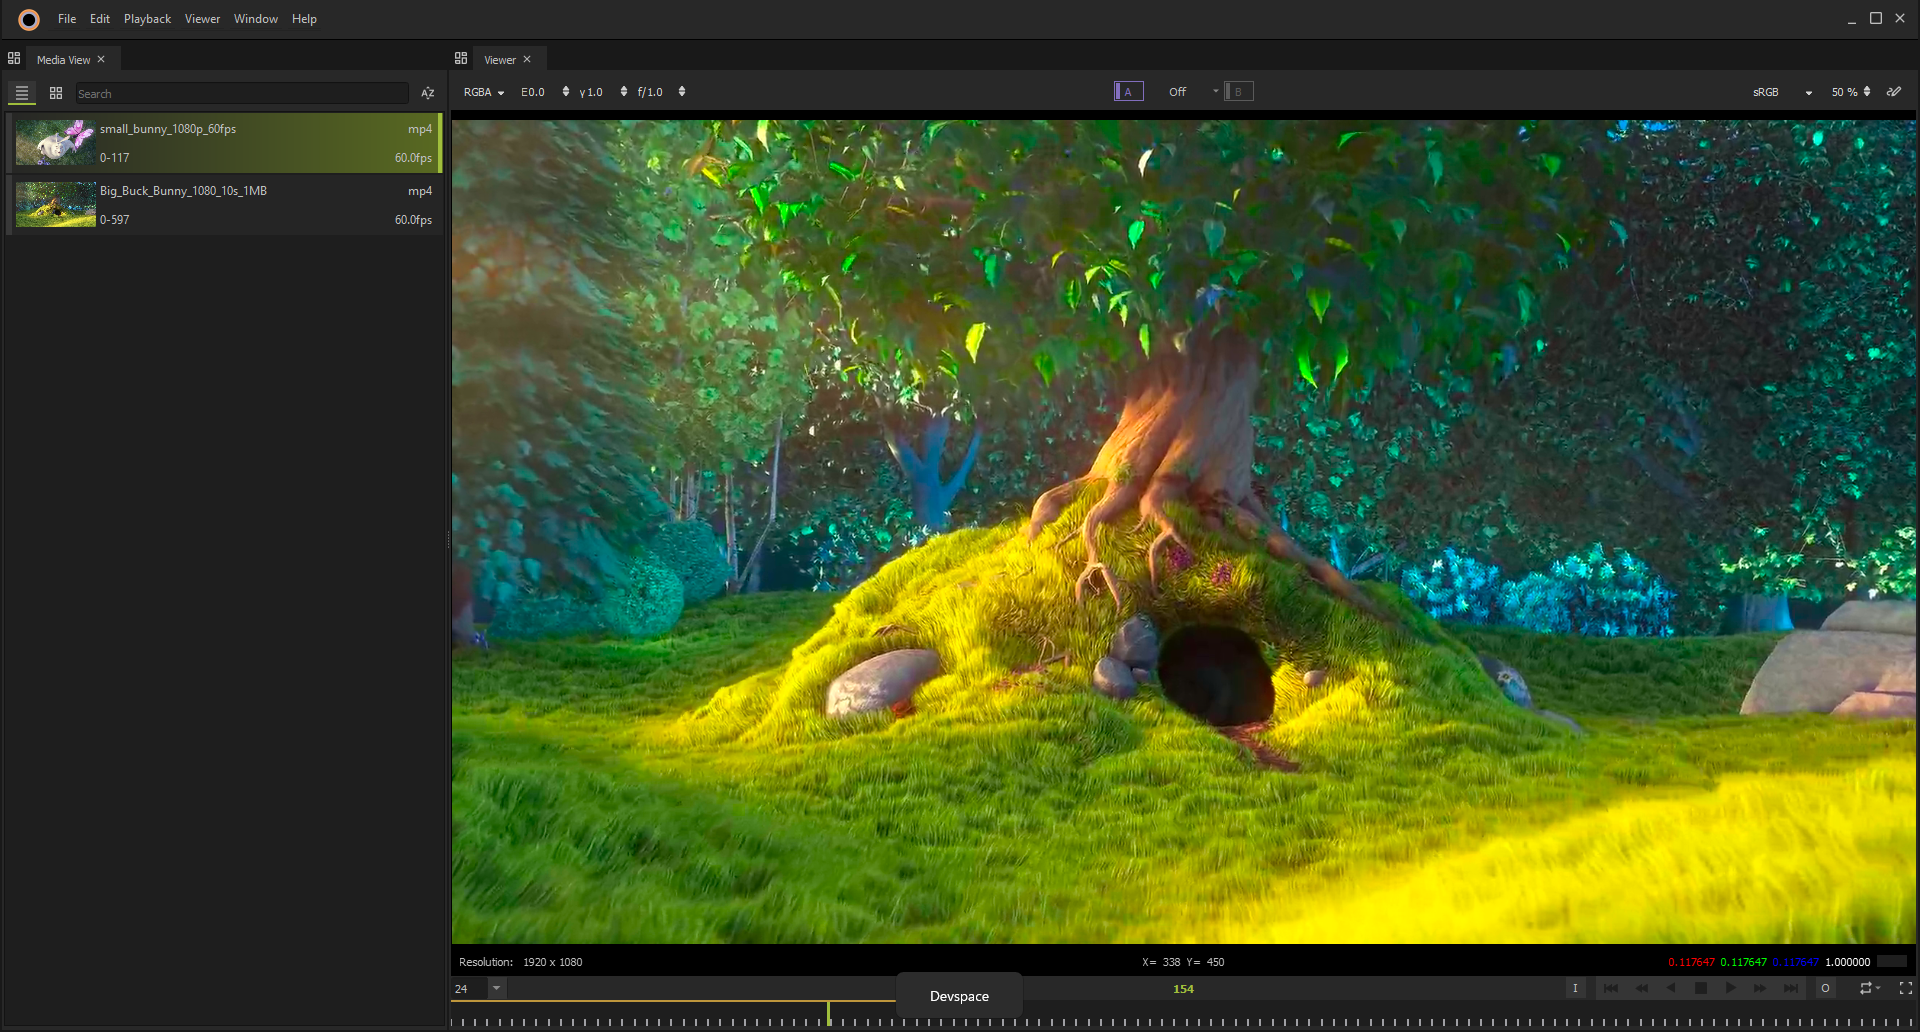 File Edit Playback Viewer Window Help
Media View
Viewer
Search
AZ
RGBA
E0.0
γ 1.0
f/1.0
A
Off
B
sRGB
50 %
small_bunny_1080p_60fps mp4
0-117 60.0fps
Big_Buck_Bunny_1080_10s_1MB mp4
0-597 60.0fps
Resolution: 1920 x 1080
X= 338 Y= 450
0.117647 0.117647 0.117647 1.000000
24
154
I
O
Devspace